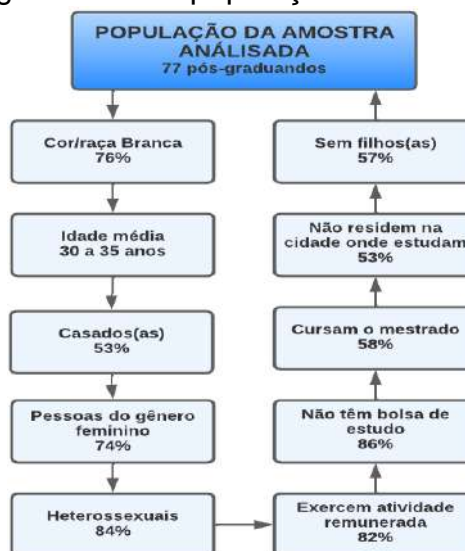 POPULAÇÃO DA AMOSTRA
ANÁLISADA
77 pós-graduandos
Cor/raça Branca
76%
Idade média
30 a 35 anos
Casados(as)
53%
Pessoas do gênero
feminino
74%
Heterossexuais
84%
Exercem atividade
remunerada
82%
Não têm bolsa de
estudo
86%
Cursam o mestrado
58%
Não residem na
cidade onde estudam
53%
Sem filhos(as)
57%